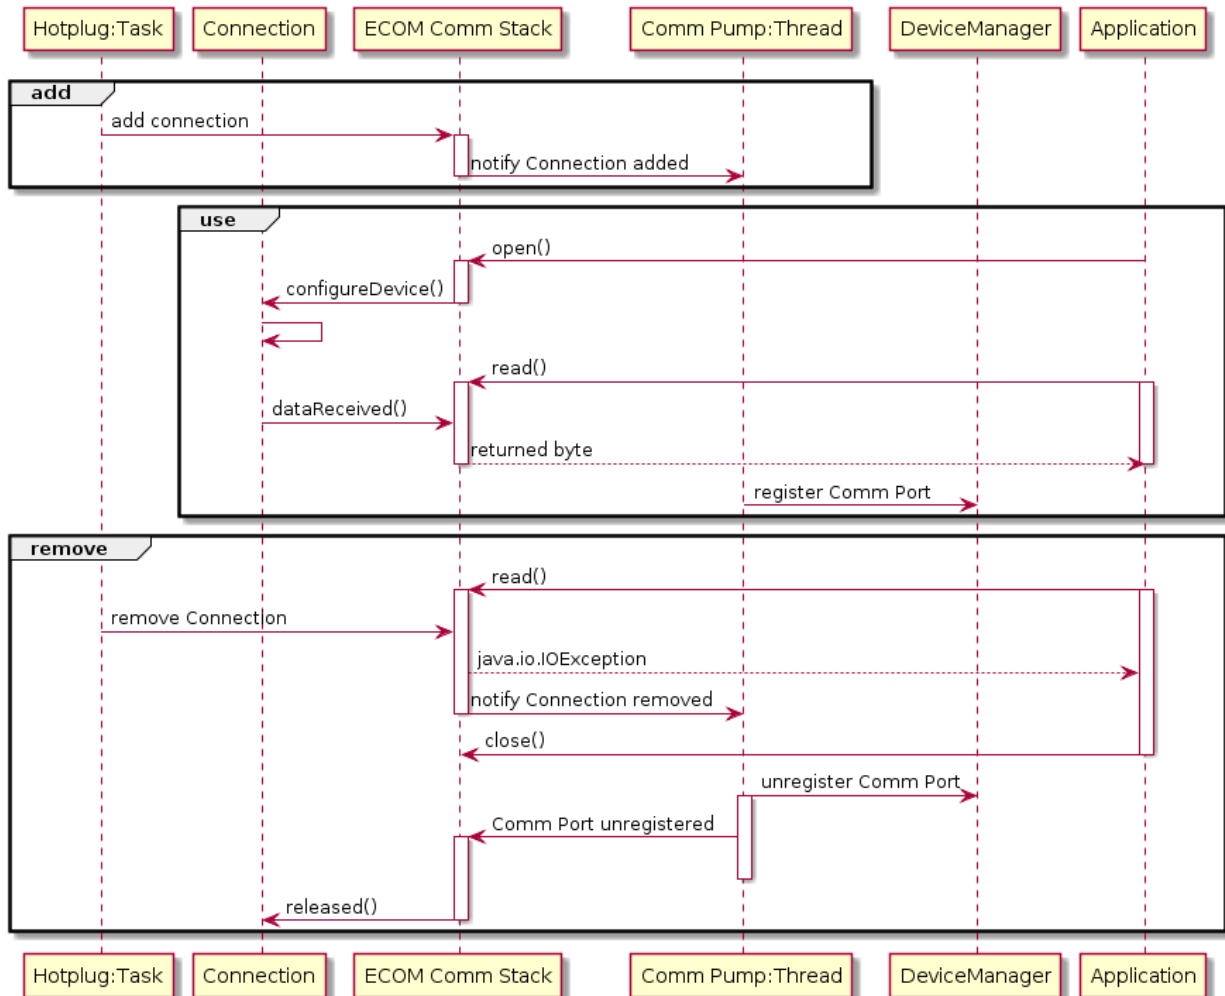 Hotplug:Task
Connection
ECOM Comm Stack
Comm Pump:Thread
DeviceManager
Application
add
add connection
notify Connection added
use
open()
configureDevice()
read()
dataReceived()
returned byte
register Comm Port
remove
read()
remove Connection
java.io.IOException
notify Connection removed
close()
unregister Comm Port
Comm Port unregistered
released()
Hotplug:Task
Connection
ECOM Comm Stack
Comm Pump:Thread
DeviceManager
Application